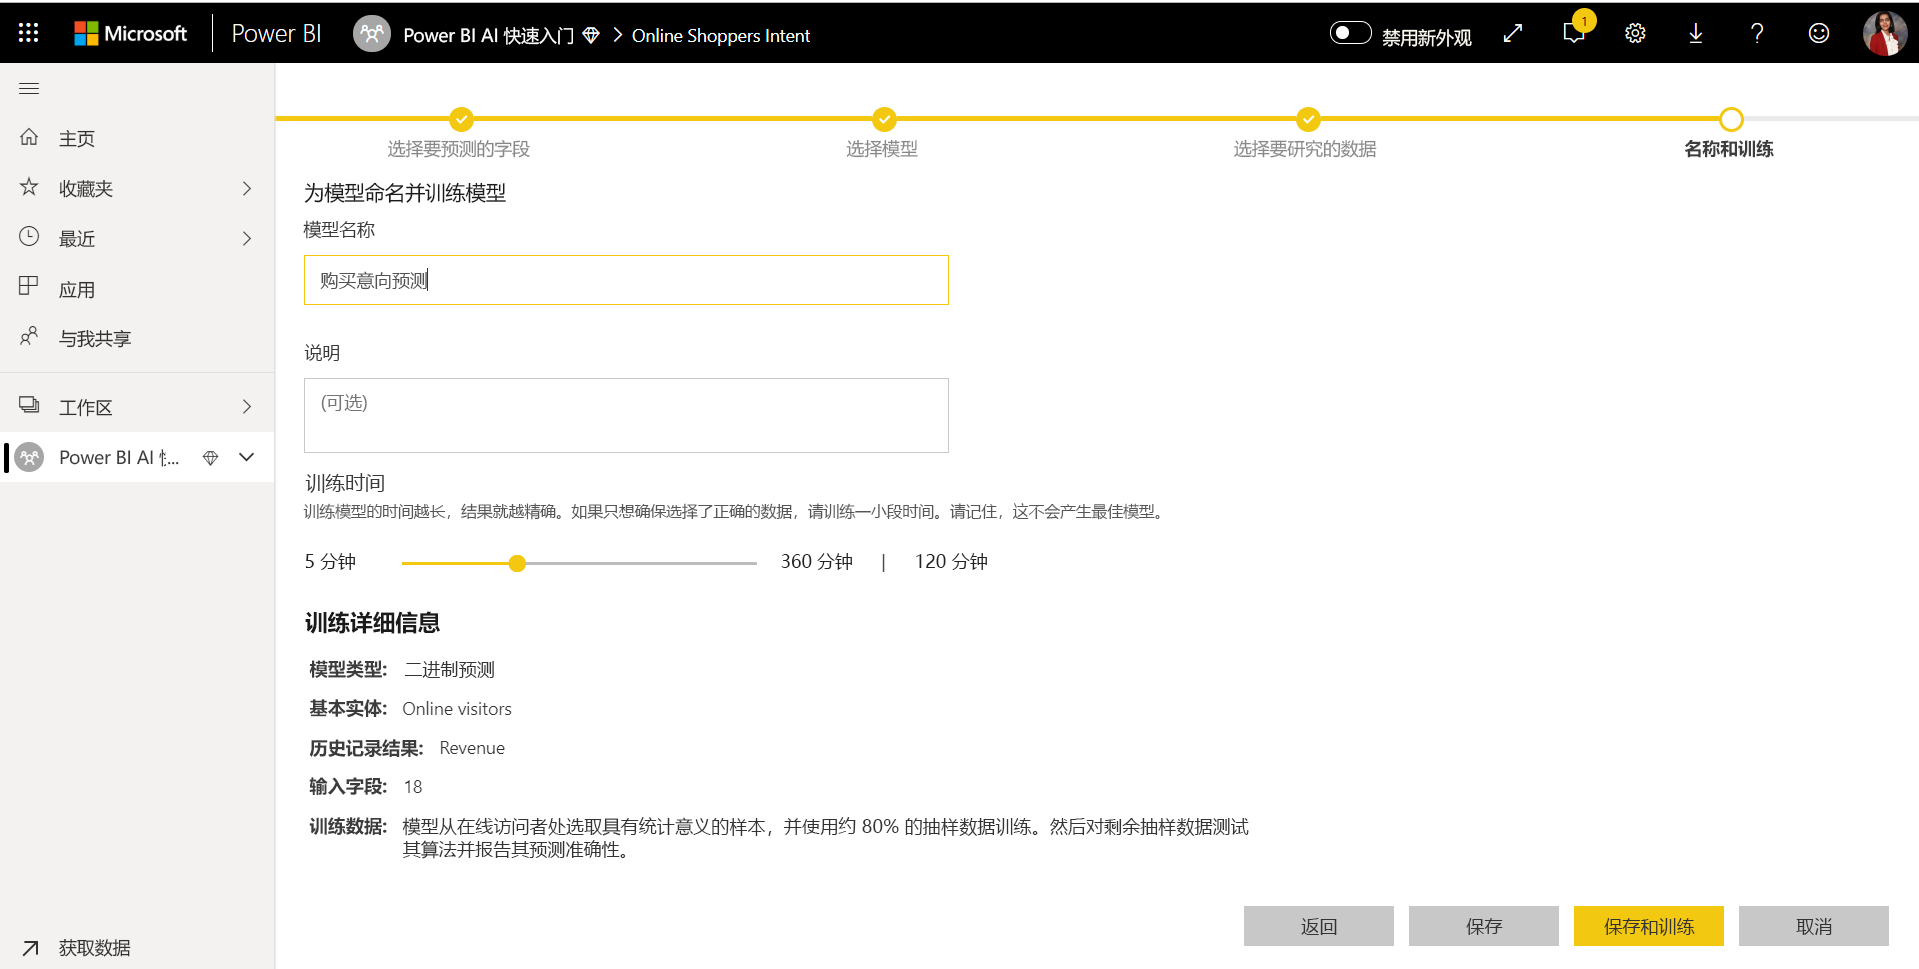 Microsoft Power BI Power BI AI 快速入门 Online Shoppers Intent 禁用新外观 1
主页
收藏夹
最近
应用
与我共享
工作区
Power BI AI 快...
获取数据
选择要预测的字段 选择模型 选择要研究的数据 名称和训练
为模型命名并训练模型
模型名称
购买意向预测
说明
(可选)
训练时间
训练模型的时间越长，结果就越精确。如果只想确保选择了正确的数据，请训练一小段时间。请记住，这不会产生最佳模型。
5 分钟 360 分钟 | 120 分钟
训练详细信息
模型类型: 二进制预测
基本实体: Online visitors
历史记录结果: Revenue
输入字段: 18
训练数据: 模型从在线访问者处选取具有统计意义的样本，并使用约 80% 的抽样数据训练。然后对剩余抽样数据测试
其算法并报告其预测准确性。
返回 保存 保存和训练 取消